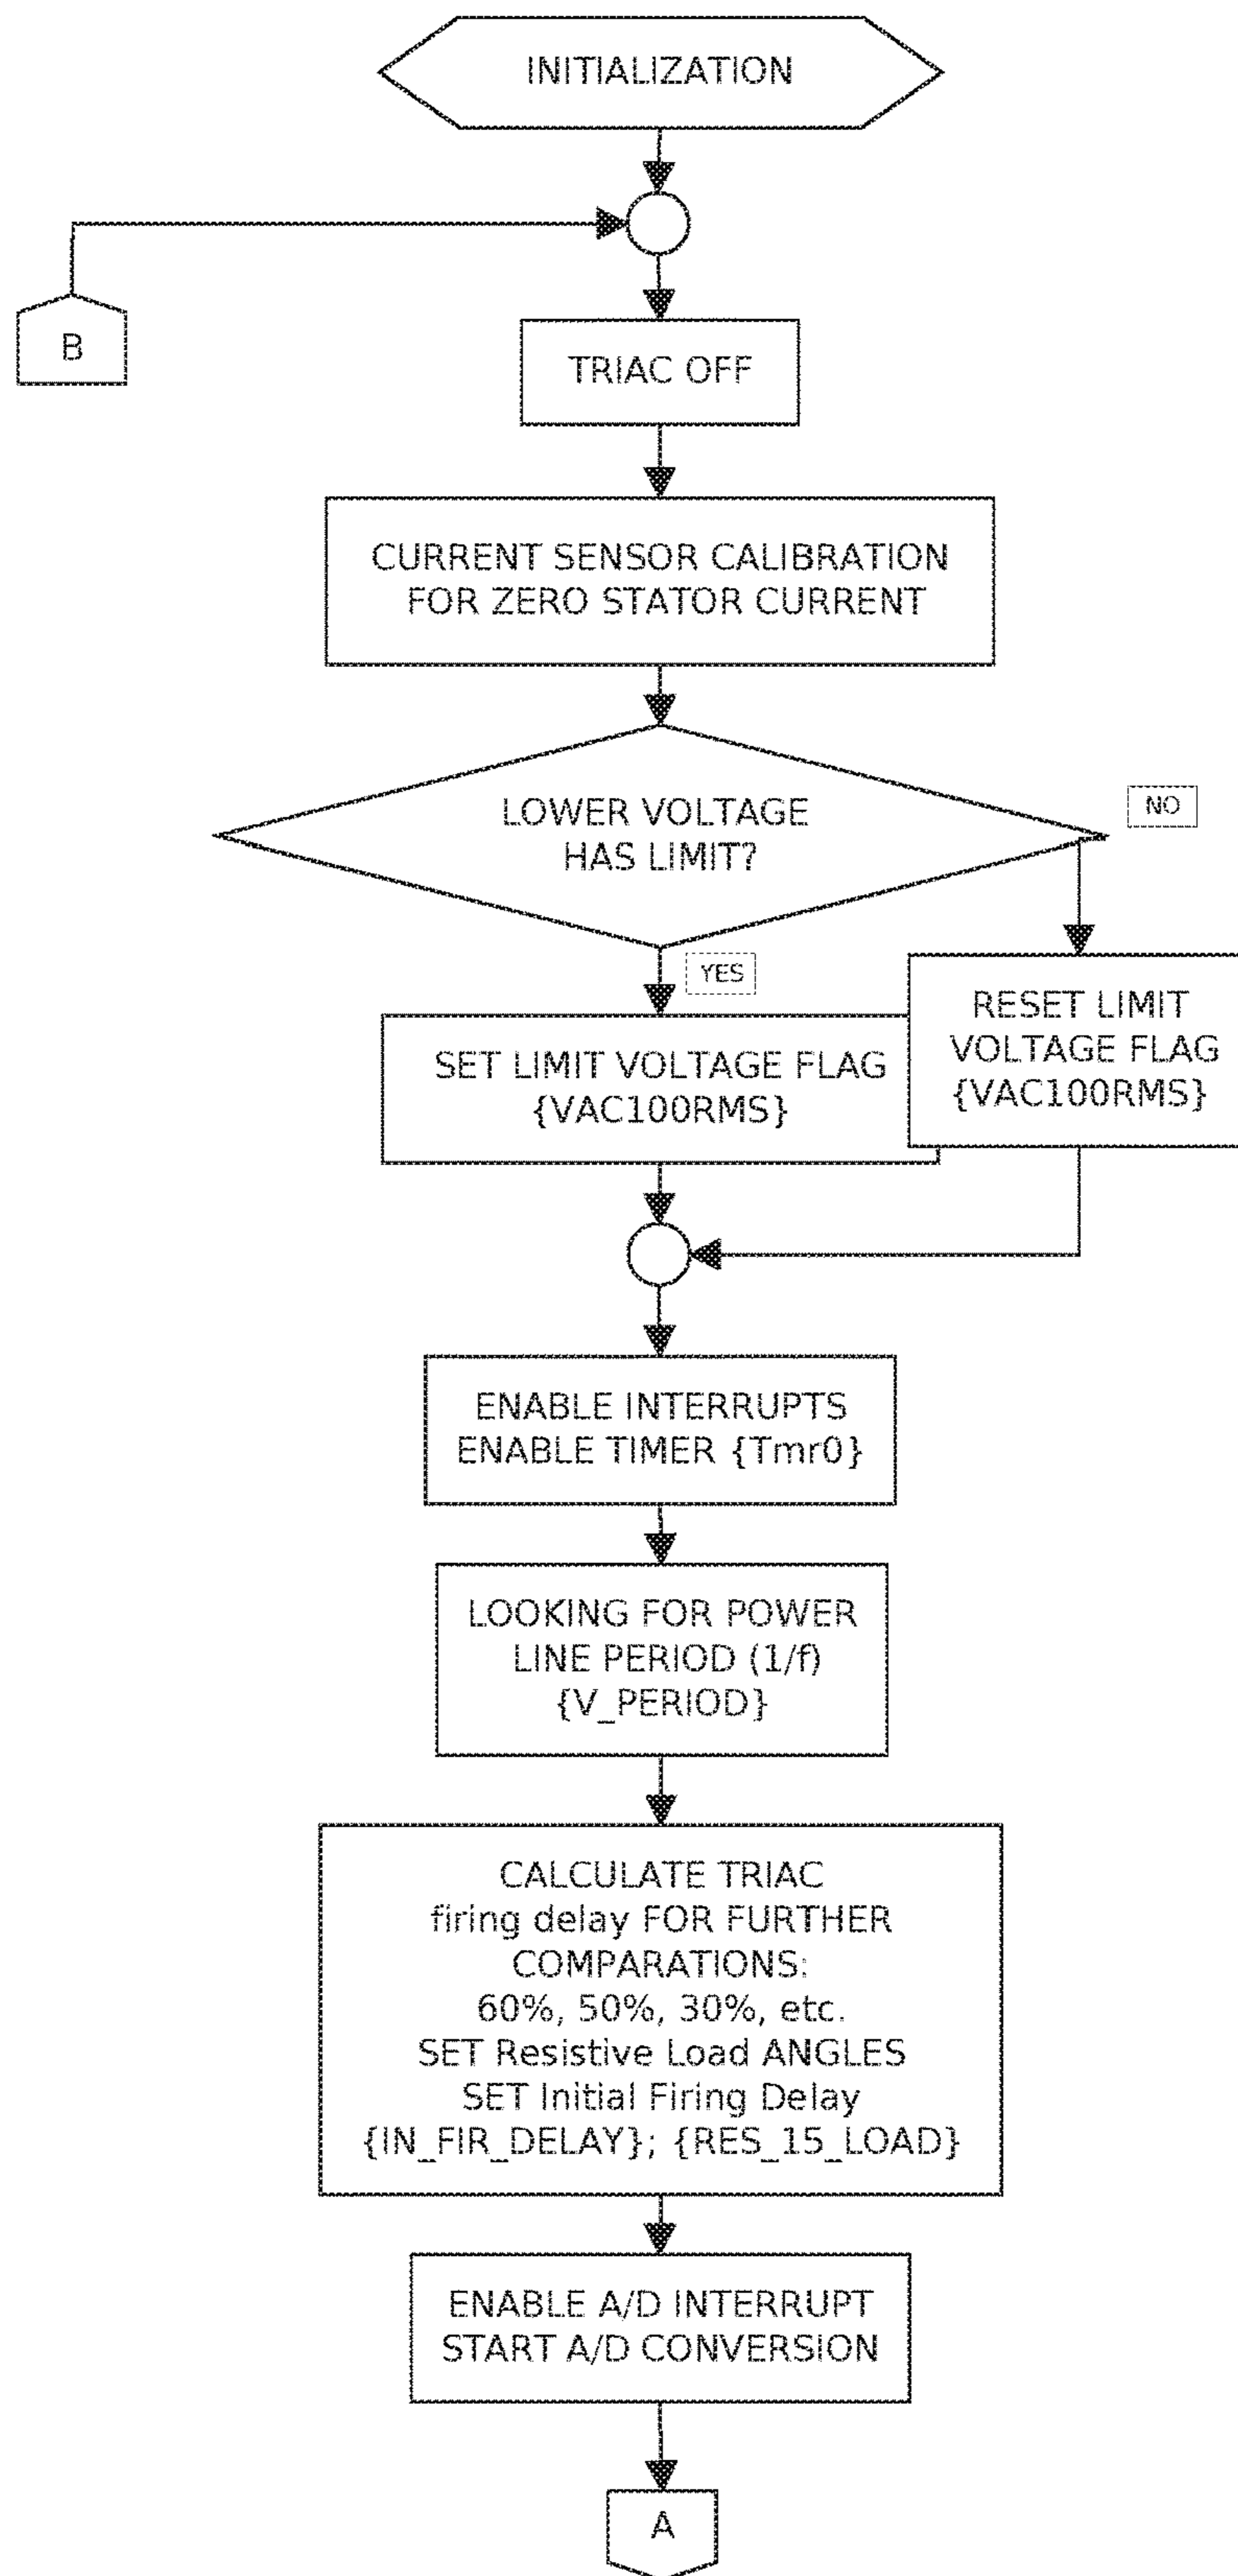 INITIALIZATION
B
TRIAC OFF
CURRENT SENSOR CALIBRATION
FOR ZERO STATOR CURRENT
LOWER VOLTAGE
HAS LIMIT?
NO
YES
SET LIMIT VOLTAGE FLAG
{VAC100RMS}
RESET LIMIT
VOLTAGE FLAG
{VAC100RMS}
ENABLE INTERRUPTS
ENABLE TIMER {Tmr0}
LOOKING FOR POWER
LINE PERIOD (1/f)
{V_PERIOD}
CALCULATE TRIAC
firing delay FOR FURTHER
COMPARATIONS:
60%, 50%, 30%, etc.
SET Resistive Load ANGLES
SET Initial Firing Delay
{IN_FIR_DELAY}; {RES_15_LOAD}
ENABLE A/D INTERRUPT
START A/D CONVERSION
A